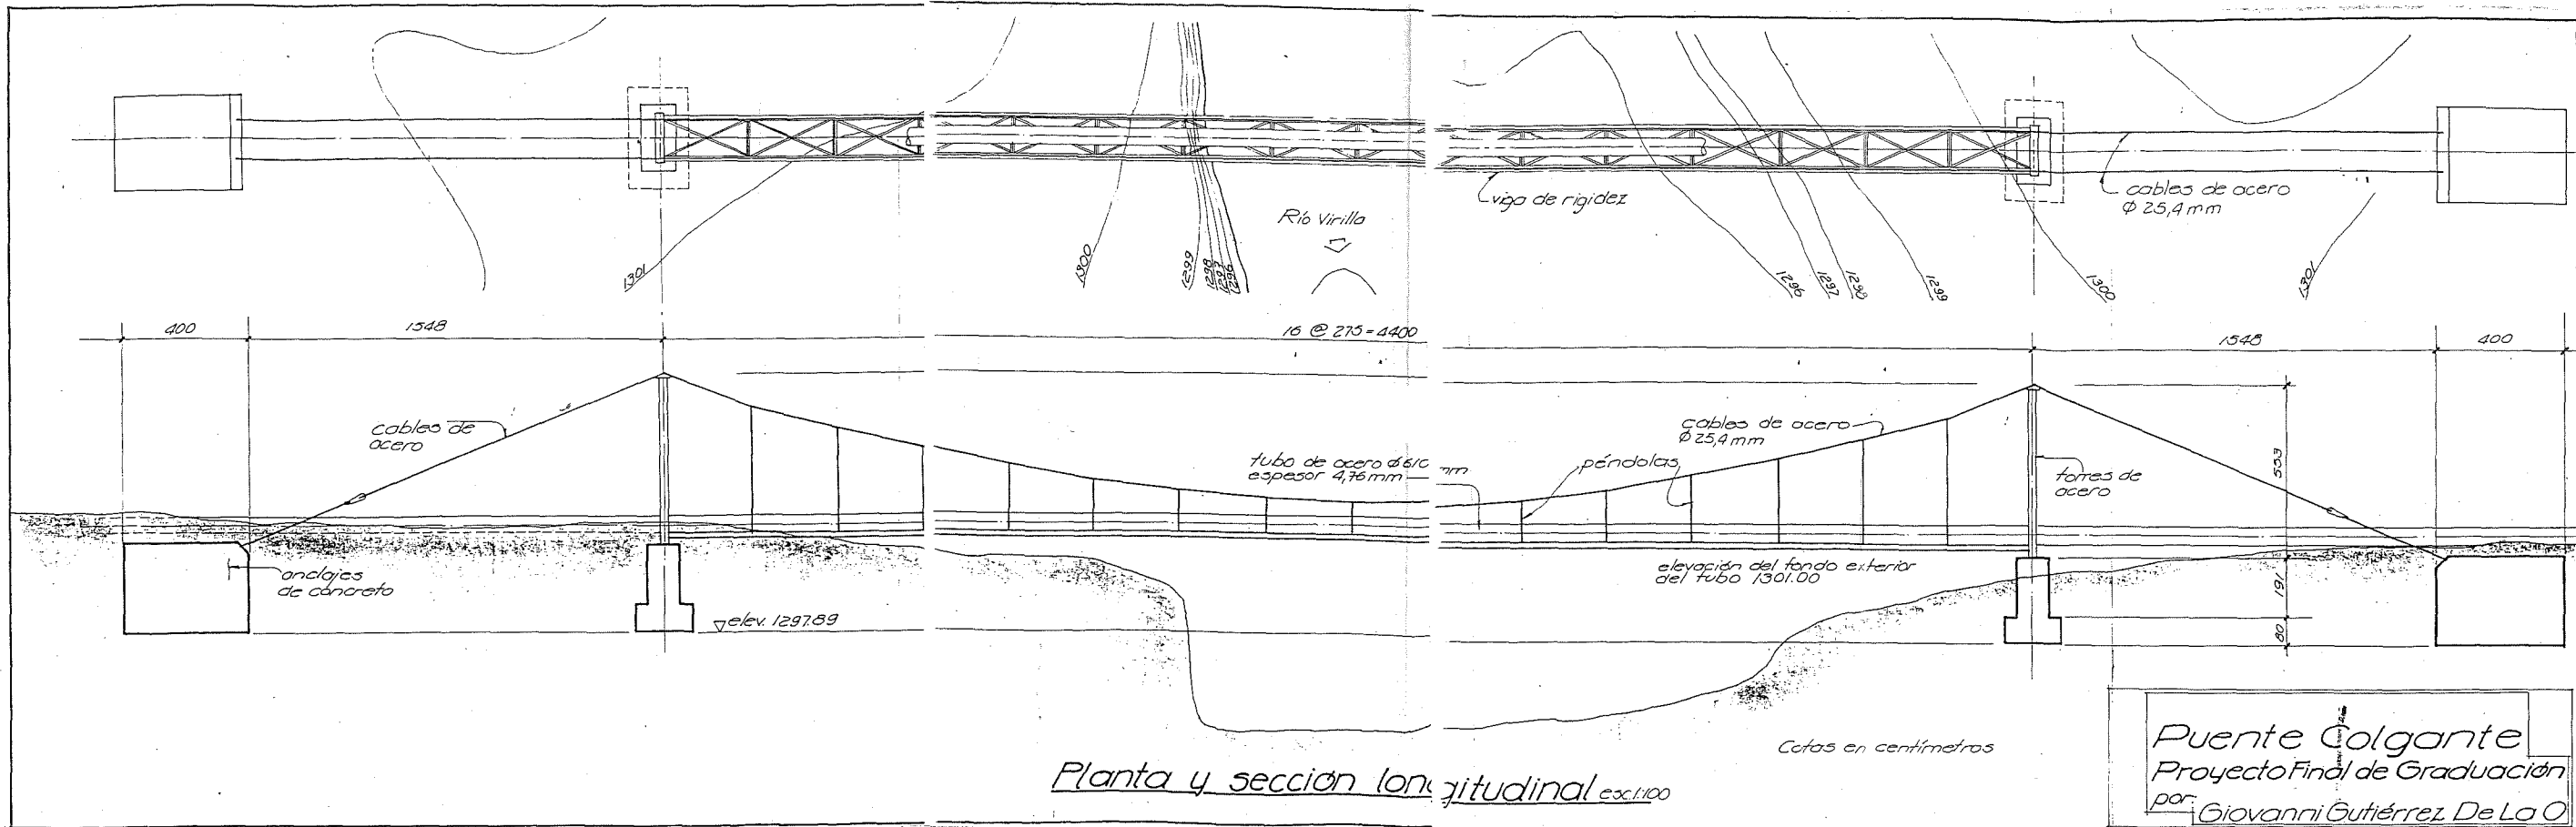 Río Virilla
viga de rigidez
cables de acero
Ø 25,4 mm
1301
1300
1299
1298
1297
1296
1296
1297
1298
1299
1300
1301
400
1548
16 @ 275 = 4400
1548
400
cables de
acero
tubo de acero Ø 610 mm
espesor 4,76 mm
cables de acero
Ø 25,4 mm
péndolas
torres de
acero
553
191
80
anclajes
de concreto
elev. 1297.89
elevación del fondo exterior
del tubo 1301.00
Cotas en centímetros
Planta y sección longitudinal esc 1:100
Puente Colgante
Proyecto Final de Graduación
por: Giovanni Gutiérrez De La O